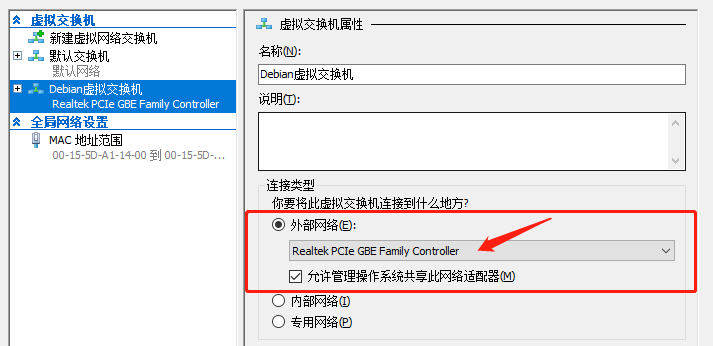 虚拟交换机
新建虚拟网络交换机
默认交换机
默认网络
Debian虚拟交换机
Realtek PCIe GBE Family Controller
全局网络设置
MAC 地址范围
00-15-5D-A1-14-00 到 00-15-5D-...
虚拟交换机属性
名称(N):
Debian虚拟交换机
说明(T):
连接类型
你要将此虚拟交换机连接到什么地方?
外部网络(E):
Realtek PCIe GBE Family Controller
允许管理操作系统共享此网络适配器(M)
内部网络(I)
专用网络(P)